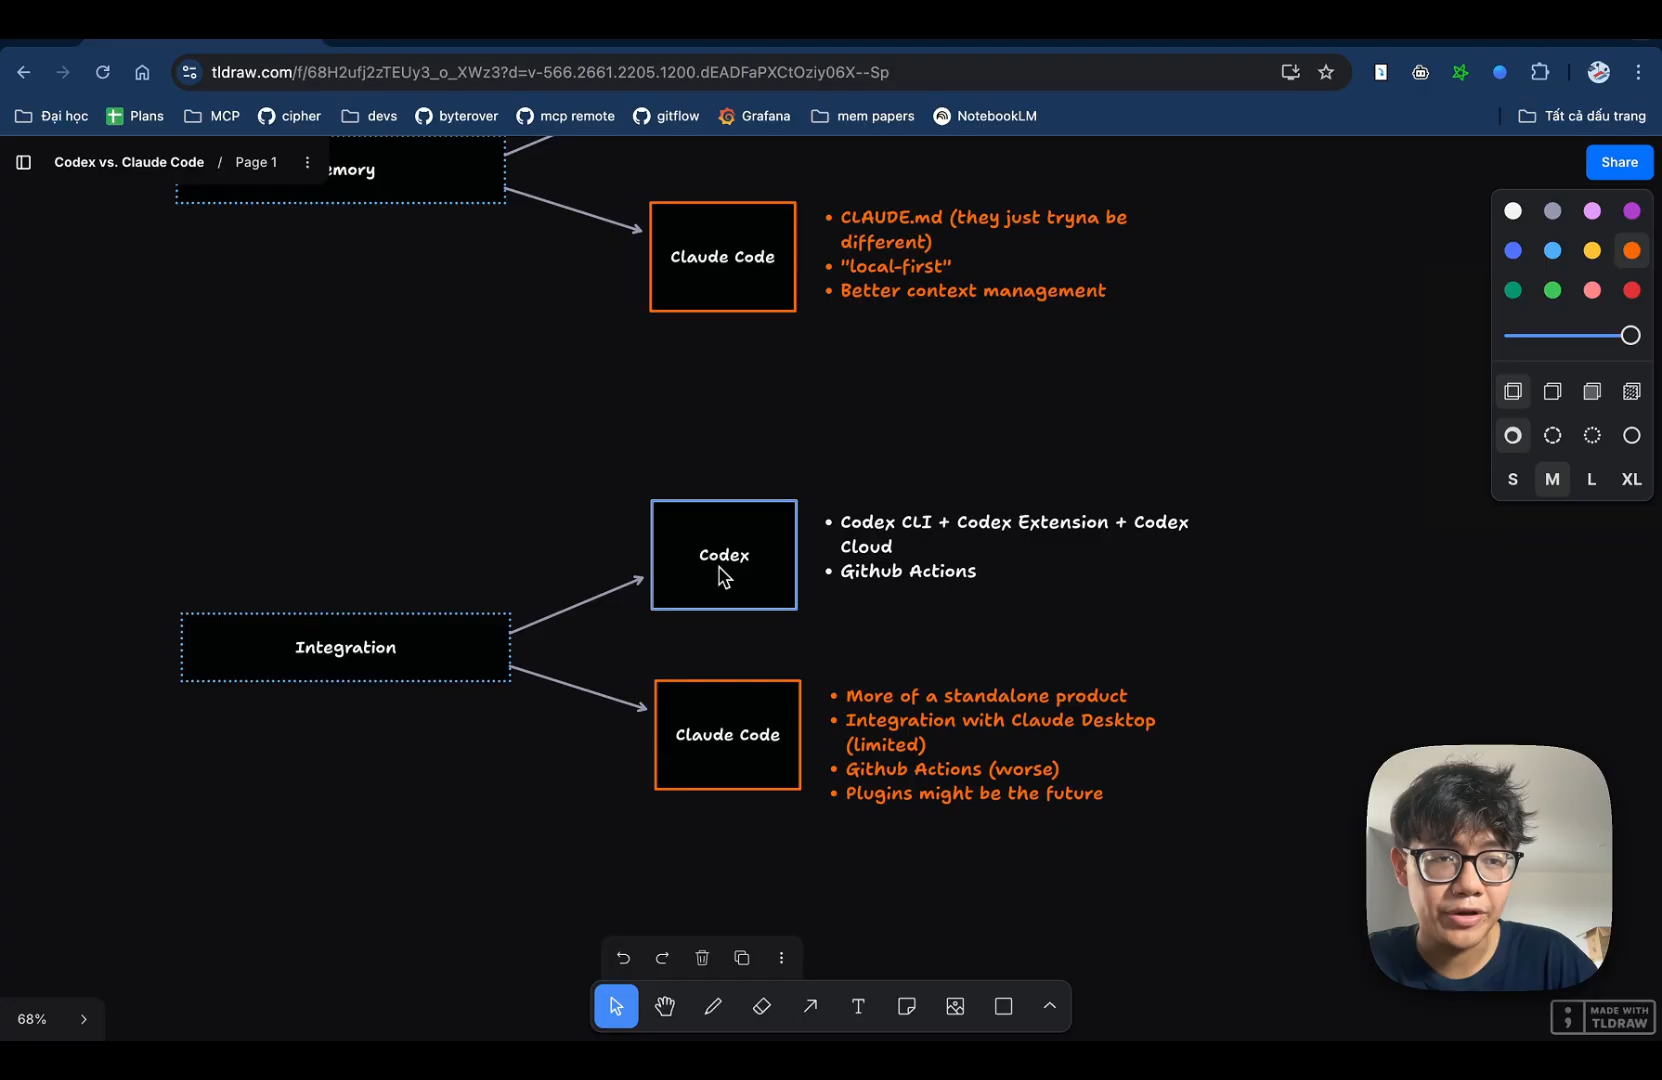 tldraw.com/f/68H2ufj2zTEUy3_o_XWz3?d=v-566.2661.2205.1200.dEADFaPXCtOziy06X--Sp
Đại học
Plans
MCP
cipher
devs
byterover
mcp remote
gitflow
Grafana
mem papers
NotebookLM
Tất cả dấu trang
Codex vs. Claude Code / Page 1
Share
emory
Claude Code
• CLAUDE.md (they just tryna be
different)
• "local-first"
• Better context management
S M L XL
Codex
• Codex CLI + Codex Extension + Codex
Cloud
• Github Actions
Integration
Claude Code
• More of a standalone product
• Integration with Claude Desktop
(limited)
• Github Actions (worse)
• Plugins might be the future
68%
MADE WITH
TLDRAW